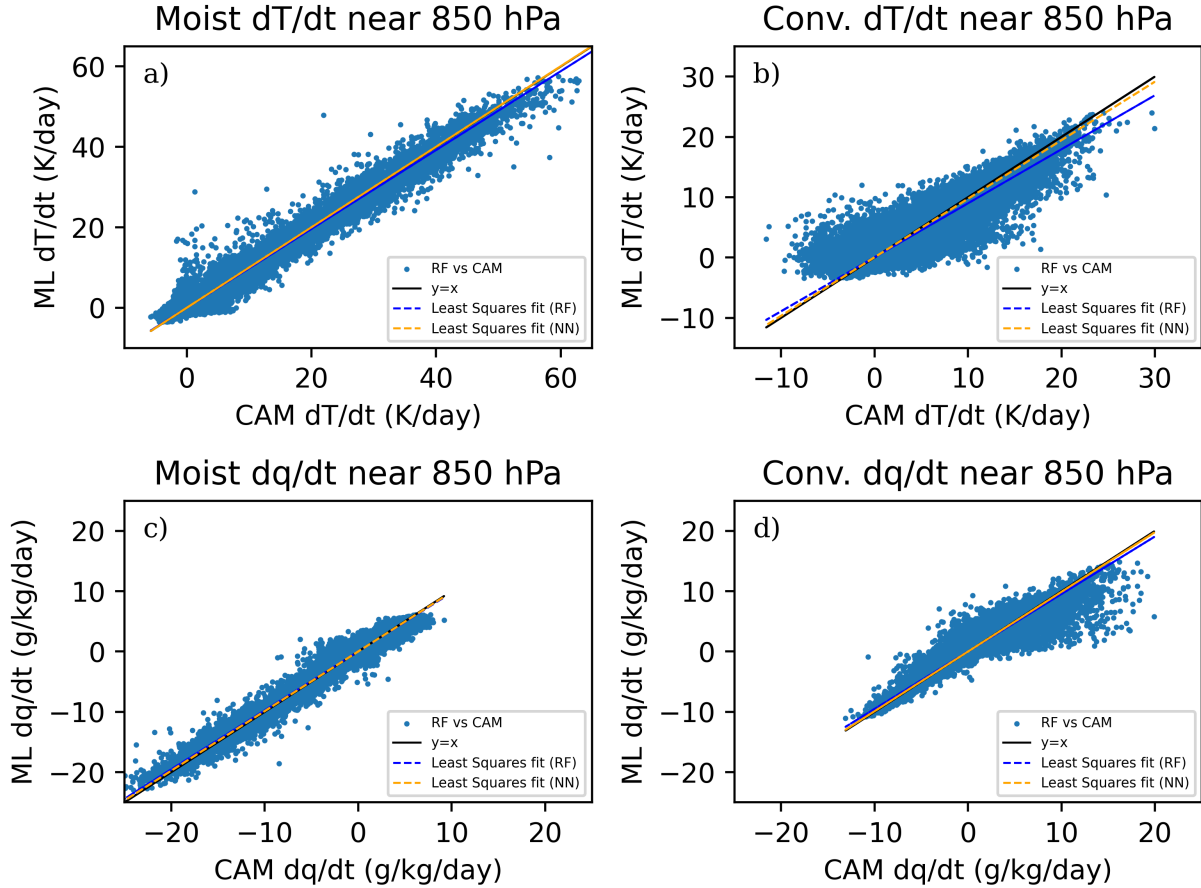 Moist dT/dt near 850 hPa
a)
ML dT/dt (K/day)
60
40
20
0
RF vs CAM
y=x
Least Squares fit (RF)
Least Squares fit (NN)
0
20
40
60
CAM dT/dt (K/day)
Conv. dT/dt near 850 hPa
b)
ML dT/dt (K/day)
30
20
10
0
−10
RF vs CAM
y=x
Least Squares fit (RF)
Least Squares fit (NN)
−10
0
10
20
30
CAM dT/dt (K/day)
Moist dq/dt near 850 hPa
c)
ML dq/dt (g/kg/day)
20
10
0
−10
−20
RF vs CAM
y=x
Least Squares fit (RF)
Least Squares fit (NN)
−20
−10
0
10
20
CAM dq/dt (g/kg/day)
Conv. dq/dt near 850 hPa
d)
ML dq/dt (g/kg/day)
20
10
0
−10
−20
RF vs CAM
y=x
Least Squares fit (RF)
Least Squares fit (NN)
−20
−10
0
10
20
CAM dq/dt (g/kg/day)